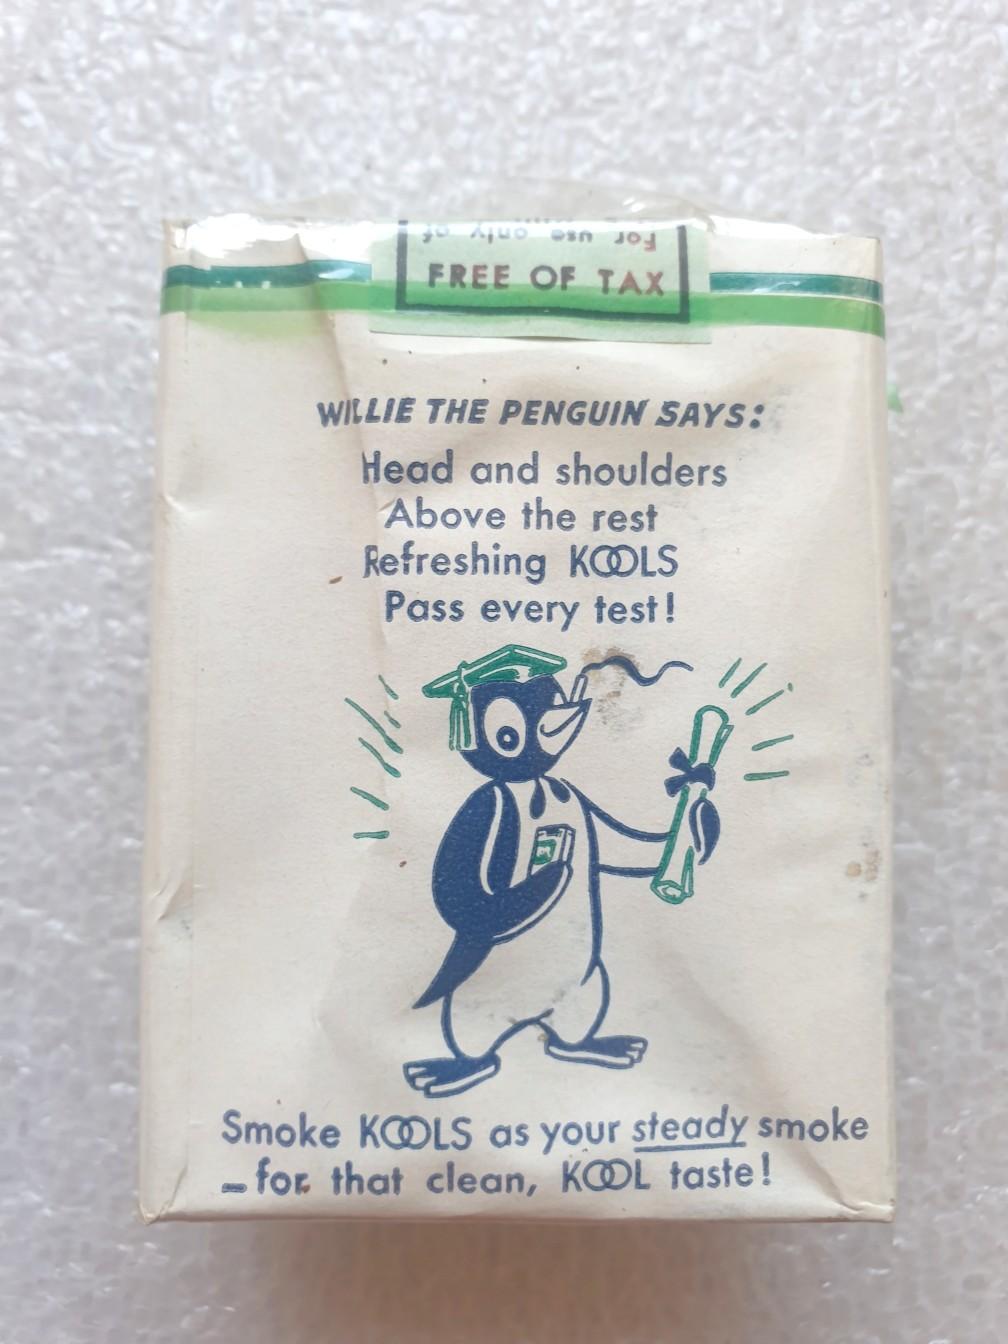 For use only of
FREE OF TAX
WILLIE THE PENGUIN SAYS:
Head and shoulders
Above the rest
Refreshing KOOLS
Pass every test!
Smoke KOOLS as your steady smoke
–for that clean, KOOL taste!